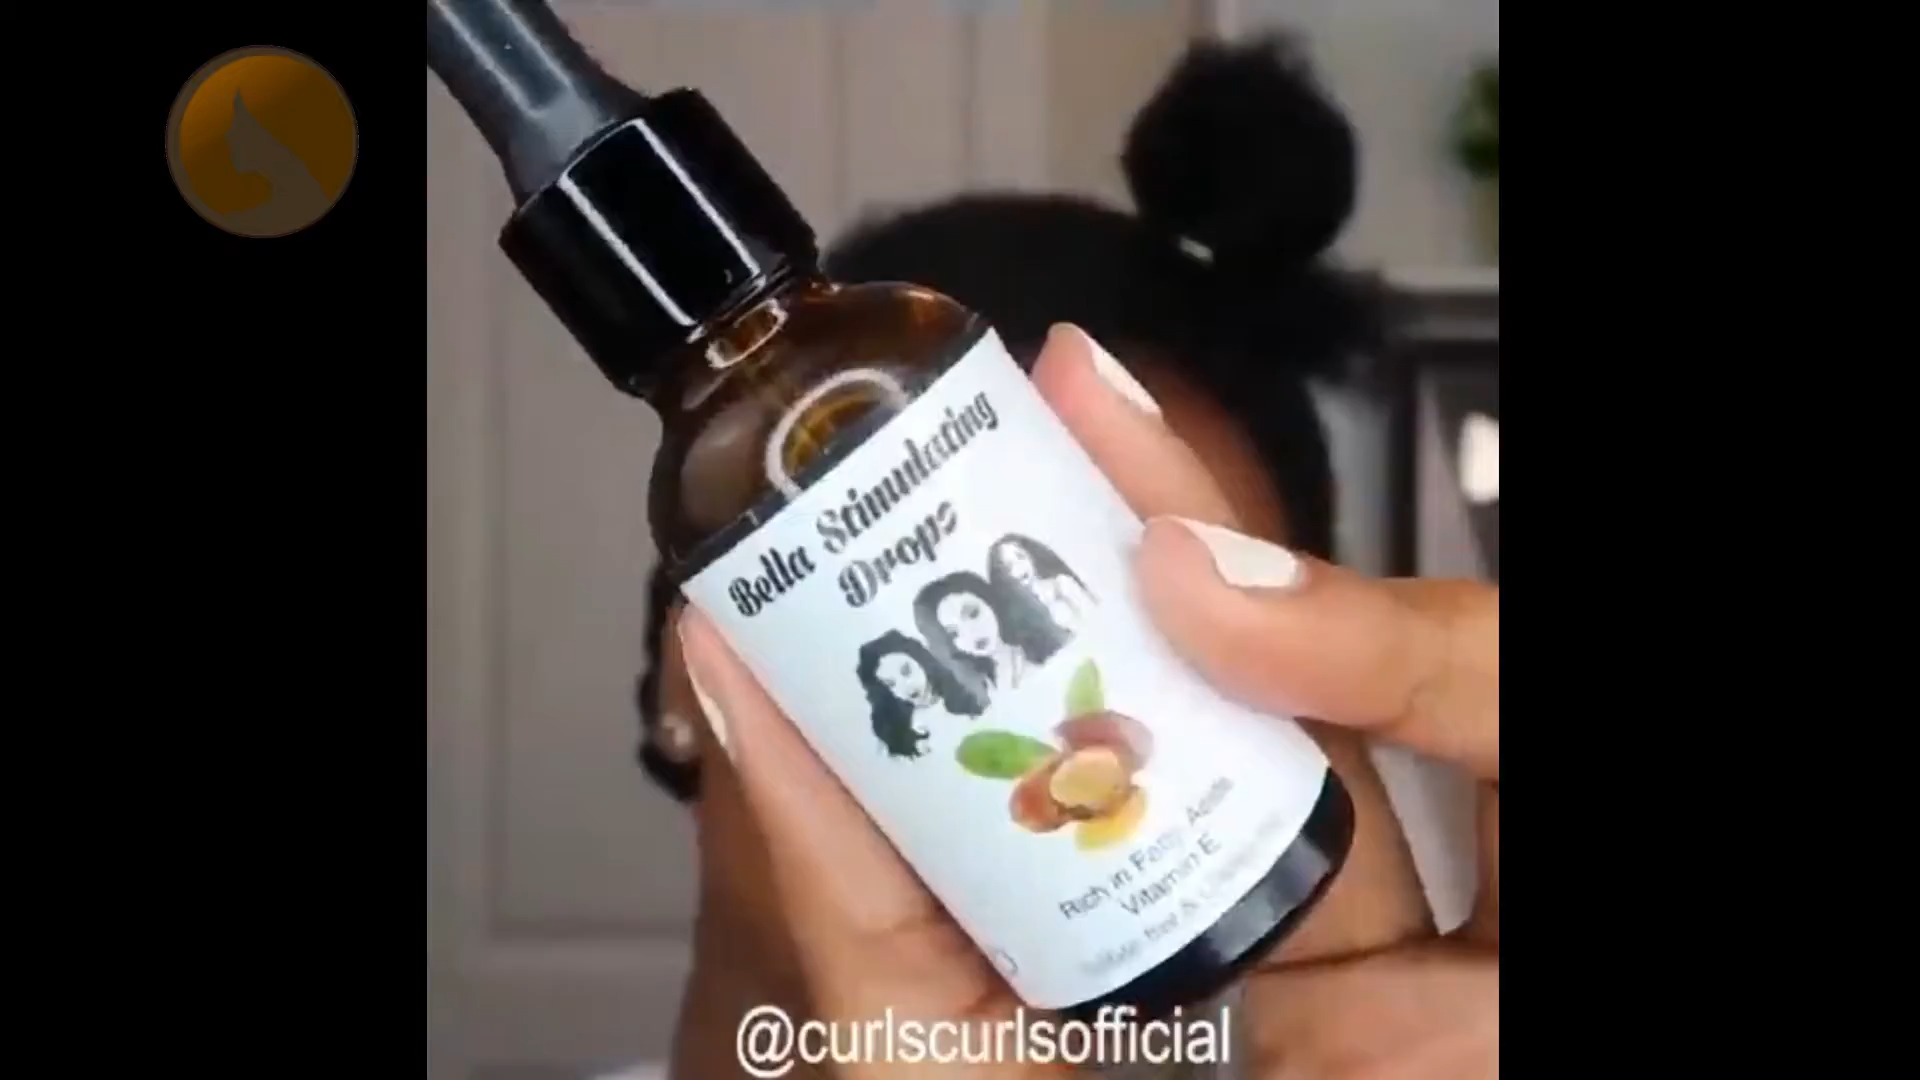 Bella Stimulating
Drops
Rich in Fatty Acids
Vitamin E
@curlscurlsofficial